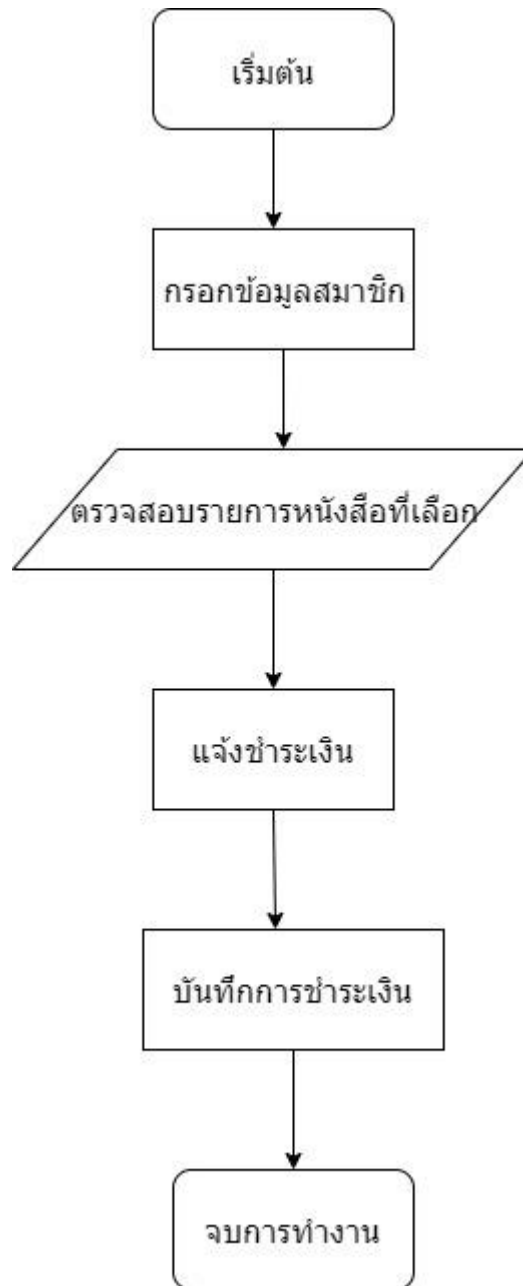 เริ่มต้น
กรอกข้อมูลสมาชิก
ตรวจสอบรายการหนังสือที่เลือก
แจ้งชำระเงิน
บันทึกการชำระเงิน
จบการทำงาน